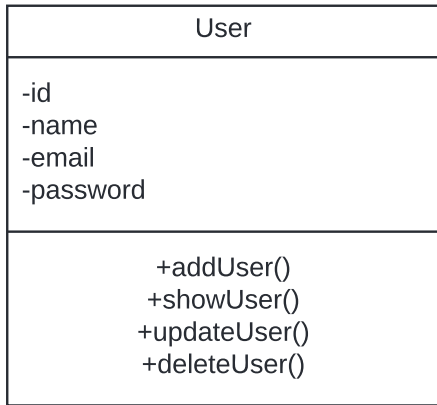 User
-id
-name
-email
-password
+addUser()
+showUser()
+updateUser()
+deleteUser()